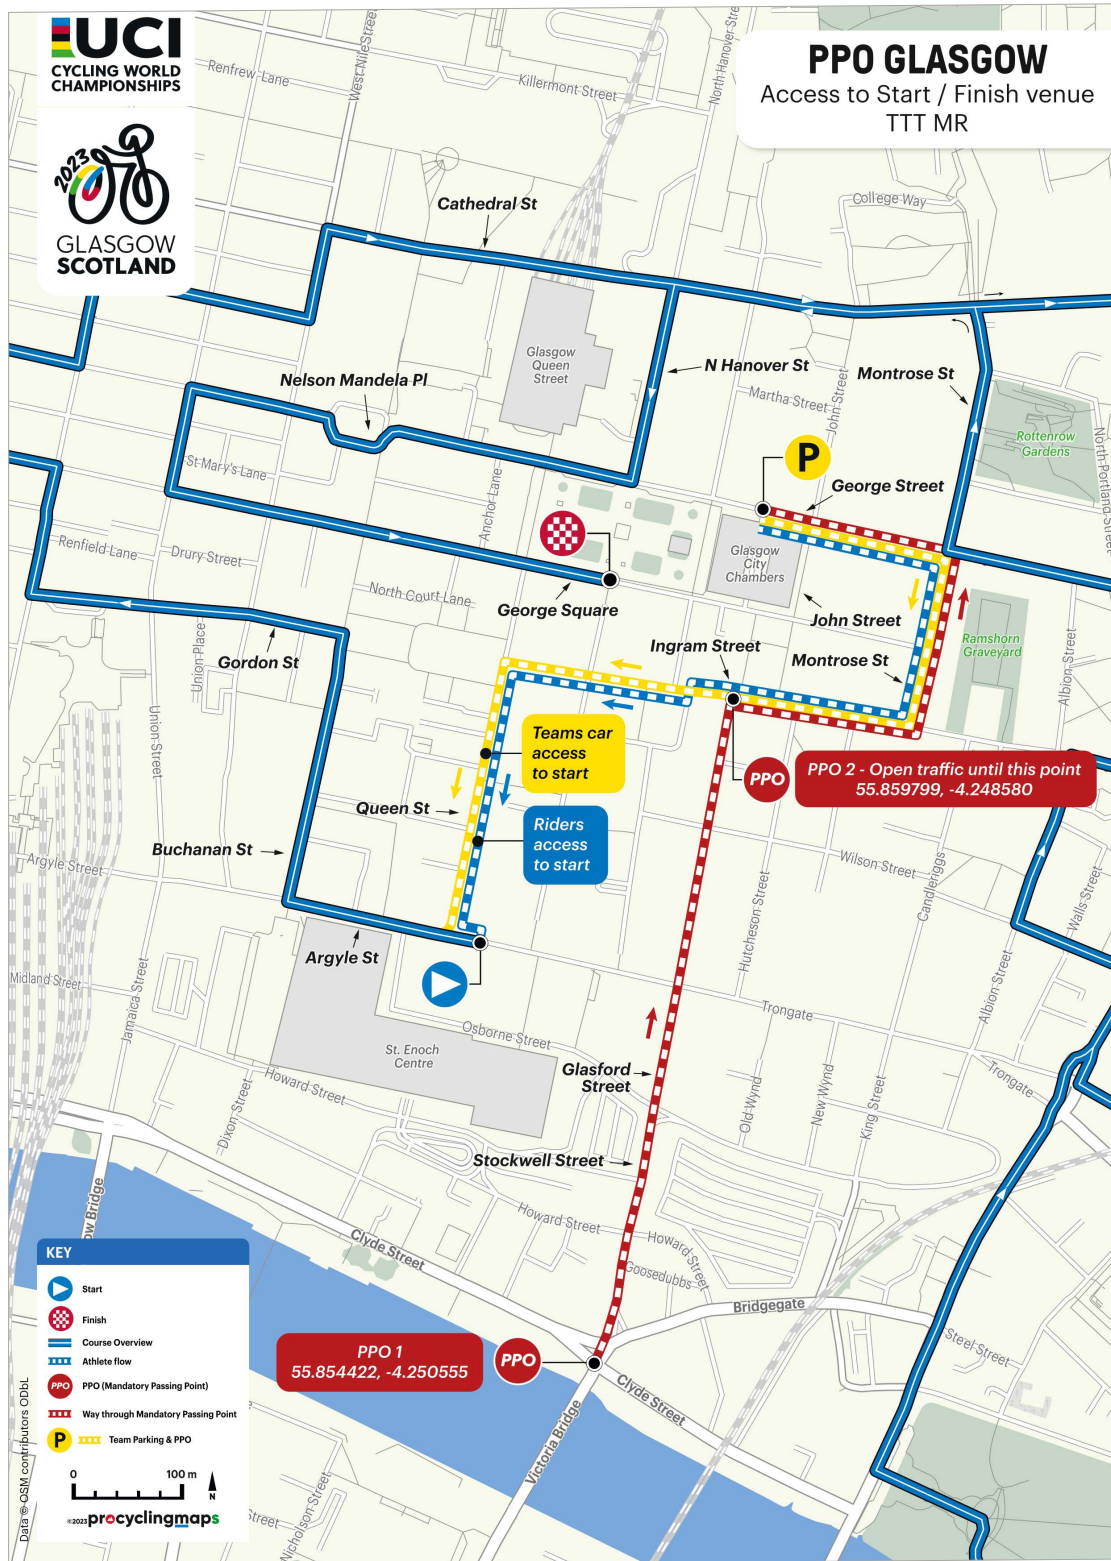 UCI
CYCLING WORLD
CHAMPIONSHIPS
2023
GLASGOW
SCOTLAND
PPO GLASGOW
Access to Start / Finish venue
TTT MR
Renfrew Lane
West Nile Street
Killermont Street
North Hanover Stre
College Way
Cathedral St
Glasgow
Queen
Street
N Hanover St
Montrose St
Nelson Mandela Pl
Martha Street
John Street
Rottenrow
Gardens
North Portland Street
St Mary's Lane
Anchor Lane
P
George Street
Renfield Lane
Drury Street
Glasgow
City
Chambers
North Court Lane
George Square
John Street
Ingram Street
Ramshorn
Graveyard
Albion Street
Gordon St
Union Place
Montrose St
Union Street
Teams car
access
to start
PPO
PPO 2 - Open traffic until this point
55.859799, -4.248580
Queen St
Riders
access
to start
Buchanan St
Argyle Street
Wilson Street
Candleriggs
Walls Street
Hutcheson Street
Argyle St
Midland Street
Jamaica Street
Albion Street
Trongate
Osborne Street
St. Enoch
Centre
Glasford
Street
Trongate
Howard Street
Dixon Street
Old Wynd
New Wynd
King Street
Stockwell Street
Howard Street
Howard Street
Goosedubbs
ow Bridge
Clyde Street
Bridgegate
Steel Street
KEY
Start
Finish
Course Overview
Athlete flow
PPO
PPO (Mandatory Passing Point)
Way through Mandatory Passing Point
P
Team Parking & PPO
0 100 m
N
©2023 procyclingmaps
Data © OSM contributors ODbL
PPO 1
55.854422, -4.250555
PPO
Clyde Street
Victoria Bridge
Street
Nicholson Street